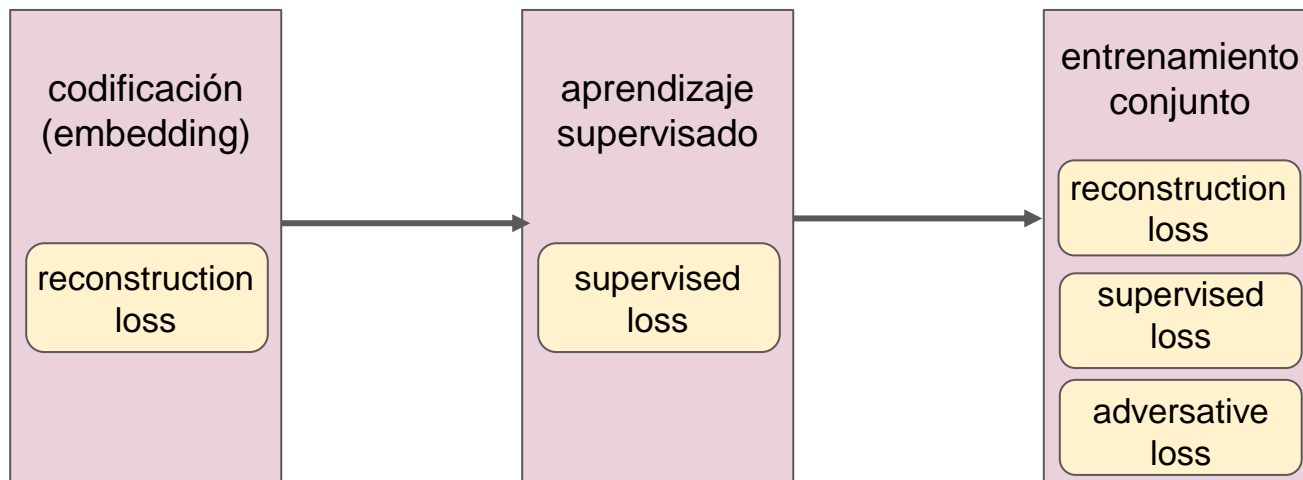 codificación
(embedding)
reconstruction
loss
aprendizaje
supervisado
supervised
loss
entrenamiento
conjunto
reconstruction
loss
supervised
loss
adversative
loss